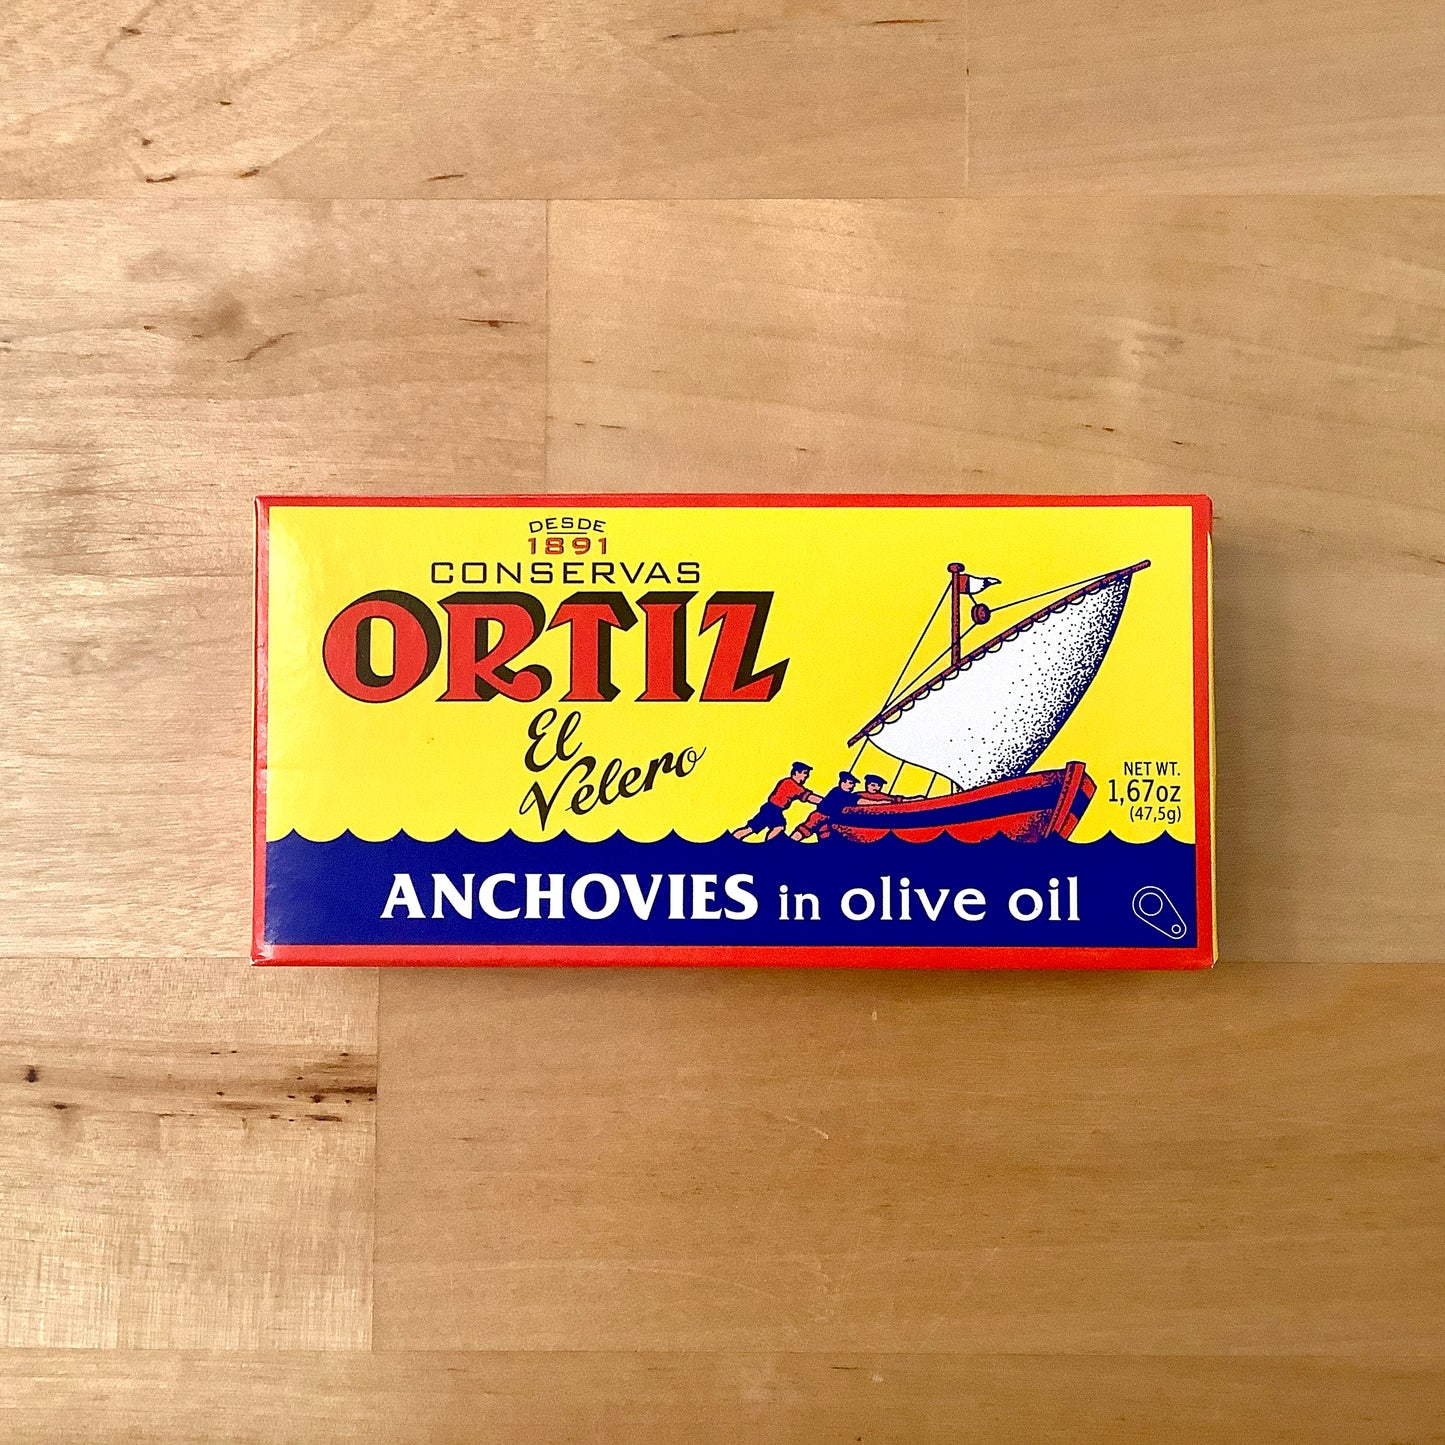 DESDE
1891
CONSERVAS
ORTIZ
El
Velero
NET WT.
1,67oz
(47,5g)
ANCHOVIES in olive oil